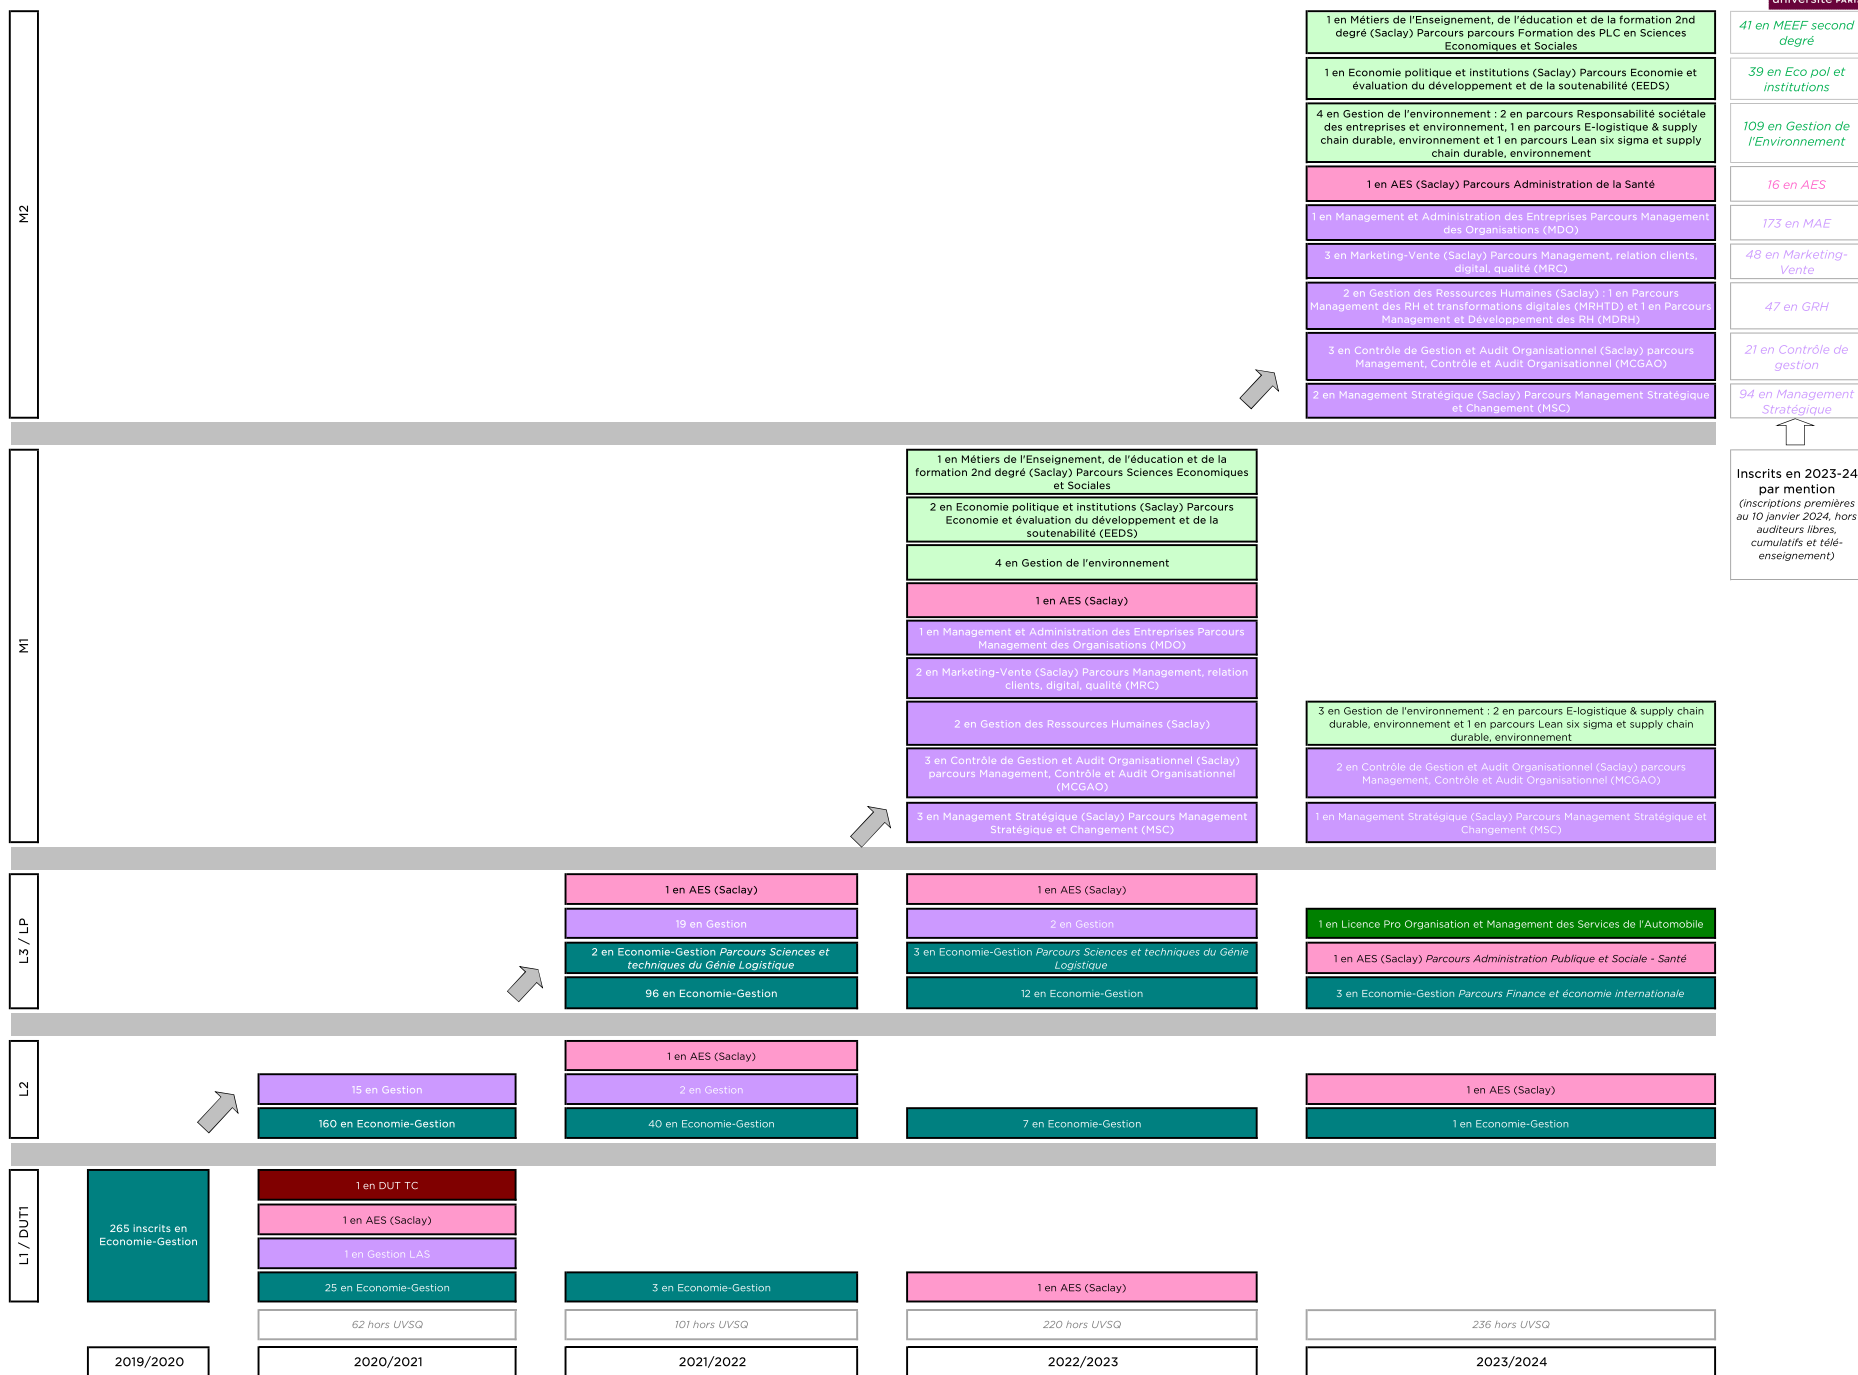 université PARIS
M2
1 en Métiers de l'Enseignement, de l'éducation et de la formation 2nd
degré (Saclay) Parcours parcours Formation des PLC en Sciences
Economiques et Sociales
41 en MEEF second
degré
1 en Economie politique et institutions (Saclay) Parcours Economie et
évaluation du développement et de la soutenabilité (EEDS)
39 en Eco pol et
institutions
4 en Gestion de l'environnement : 2 en parcours Responsabilité sociétale
des entreprises et environnement, 1 en parcours E-logistique & supply
chain durable, environnement et 1 en parcours Lean six sigma et supply
chain durable, environnement
109 en Gestion de
l'Environnement
1 en AES (Saclay) Parcours Administration de la Santé
16 en AES
1 en Management et Administration des Entreprises Parcours Management
des Organisations (MDO)
173 en MAE
3 en Marketing-Vente (Saclay) Parcours Management, relation clients,
digital, qualité (MRC)
48 en Marketing-
Vente
2 en Gestion des Ressources Humaines (Saclay) : 1 en Parcours
Management des RH et transformations digitales (MRHTD) et 1 en Parcours
Management et Développement des RH (MDRH)
47 en GRH
3 en Contrôle de Gestion et Audit Organisationnel (Saclay) parcours
Management, Contrôle et Audit Organisationnel (MCGAO)
21 en Contrôle de
gestion
2 en Management Stratégique (Saclay) Parcours Management Stratégique
et Changement (MSC)
94 en Management
Stratégique
Inscrits en 2023-24
par mention
(inscriptions premières
au 10 janvier 2024, hors
auditeurs libres,
cumulatifs et télé-
enseignement)
M1
1 en Métiers de l'Enseignement, de l'éducation et de la
formation 2nd degré (Saclay) Parcours Sciences Economiques
et Sociales
2 en Economie politique et institutions (Saclay) Parcours
Economie et évaluation du développement et de la
soutenabilité (EEDS)
4 en Gestion de l'environnement
1 en AES (Saclay)
1 en Management et Administration des Entreprises Parcours
Management des Organisations (MDO)
2 en Marketing-Vente (Saclay) Parcours Management, relation
clients, digital, qualité (MRC)
2 en Gestion des Ressources Humaines (Saclay)
3 en Gestion de l'environnement : 2 en parcours E-logistique & supply chain
durable, environnement et 1 en parcours Lean six sigma et supply chain
durable, environnement
3 en Contrôle de Gestion et Audit Organisationnel (Saclay)
parcours Management, Contrôle et Audit Organisationnel
(MCGAO)
2 en Contrôle de Gestion et Audit Organisationnel (Saclay) parcours
Management, Contrôle et Audit Organisationnel (MCGAO)
3 en Management Stratégique (Saclay) Parcours Management
Stratégique et Changement (MSC)
1 en Management Stratégique (Saclay) Parcours Management Stratégique et
Changement (MSC)
L3 / LP
1 en AES (Saclay)
1 en AES (Saclay)
19 en Gestion
2 en Gestion
1 en Licence Pro Organisation et Management des Services de l'Automobile
2 en Economie-Gestion Parcours Sciences et
techniques du Génie Logistique
3 en Economie-Gestion Parcours Sciences et techniques du Génie
Logistique
1 en AES (Saclay) Parcours Administration Publique et Sociale - Santé
96 en Economie-Gestion
12 en Economie-Gestion
3 en Economie-Gestion Parcours Finance et économie internationale
L2
1 en AES (Saclay)
15 en Gestion
2 en Gestion
1 en AES (Saclay)
160 en Economie-Gestion
40 en Economie-Gestion
7 en Economie-Gestion
1 en Economie-Gestion
L1 / DUT1
265 inscrits en
Economie-Gestion
1 en DUT TC
1 en AES (Saclay)
1 en Gestion LAS
25 en Economie-Gestion
3 en Economie-Gestion
1 en AES (Saclay)
62 hors UVSQ
101 hors UVSQ
220 hors UVSQ
236 hors UVSQ
2019/2020
2020/2021
2021/2022
2022/2023
2023/2024